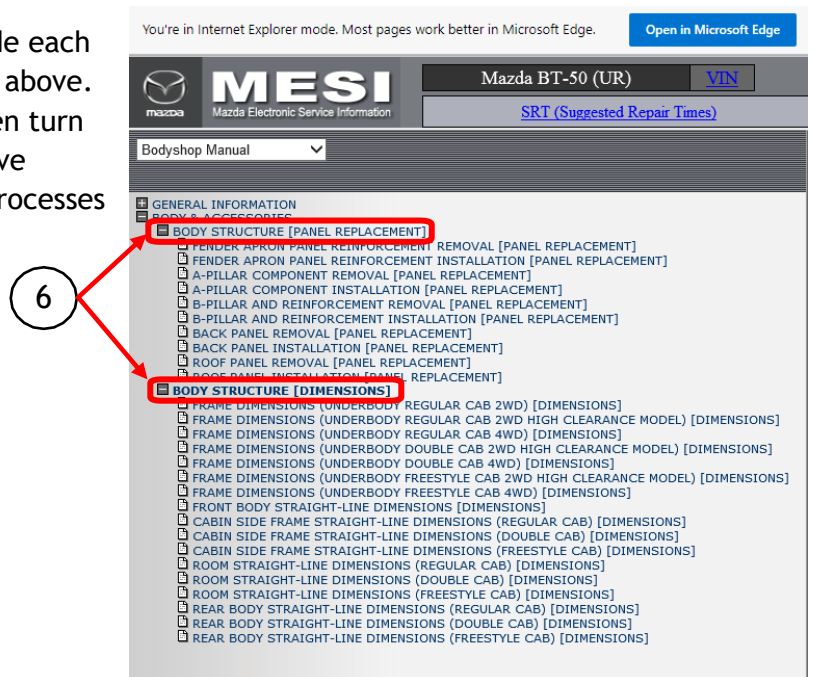 le each
above.
en turn
ve
rocesses
6
You're in Internet Explorer mode. Most pages work better in Microsoft Edge.
Open in Microsoft Edge
mazda
MESI
Mazda Electronic Service Information
Mazda BT-50 (UR) VIN
SRT (Suggested Repair Times)
Bodyshop Manual
GENERAL INFORMATION
BODY & ACCESSORIES
BODY STRUCTURE [PANEL REPLACEMENT]
FENDER APRON PANEL REINFORCEMENT REMOVAL [PANEL REPLACEMENT]
FENDER APRON PANEL REINFORCEMENT INSTALLATION [PANEL REPLACEMENT]
A-PILLAR COMPONENT REMOVAL [PANEL REPLACEMENT]
A-PILLAR COMPONENT INSTALLATION [PANEL REPLACEMENT]
B-PILLAR AND REINFORCEMENT REMOVAL [PANEL REPLACEMENT]
B-PILLAR AND REINFORCEMENT INSTALLATION [PANEL REPLACEMENT]
BACK PANEL REMOVAL [PANEL REPLACEMENT]
BACK PANEL INSTALLATION [PANEL REPLACEMENT]
ROOF PANEL REMOVAL [PANEL REPLACEMENT]
ROOF PANEL INSTALLATION [PANEL REPLACEMENT]
BODY STRUCTURE [DIMENSIONS]
FRAME DIMENSIONS (UNDERBODY REGULAR CAB 2WD) [DIMENSIONS]
FRAME DIMENSIONS (UNDERBODY REGULAR CAB 2WD HIGH CLEARANCE MODEL) [DIMENSIONS]
FRAME DIMENSIONS (UNDERBODY REGULAR CAB 4WD) [DIMENSIONS]
FRAME DIMENSIONS (UNDERBODY DOUBLE CAB 2WD HIGH CLEARANCE MODEL) [DIMENSIONS]
FRAME DIMENSIONS (UNDERBODY DOUBLE CAB 4WD) [DIMENSIONS]
FRAME DIMENSIONS (UNDERBODY FREESTYLE CAB 2WD HIGH CLEARANCE MODEL) [DIMENSIONS]
FRAME DIMENSIONS (UNDERBODY FREESTYLE CAB 4WD) [DIMENSIONS]
FRONT BODY STRAIGHT-LINE DIMENSIONS [DIMENSIONS]
CABIN SIDE FRAME STRAIGHT-LINE DIMENSIONS (REGULAR CAB) [DIMENSIONS]
CABIN SIDE FRAME STRAIGHT-LINE DIMENSIONS (DOUBLE CAB) [DIMENSIONS]
CABIN SIDE FRAME STRAIGHT-LINE DIMENSIONS (FREESTYLE CAB) [DIMENSIONS]
ROOM STRAIGHT-LINE DIMENSIONS (REGULAR CAB) [DIMENSIONS]
ROOM STRAIGHT-LINE DIMENSIONS (DOUBLE CAB) [DIMENSIONS]
ROOM STRAIGHT-LINE DIMENSIONS (FREESTYLE CAB) [DIMENSIONS]
REAR BODY STRAIGHT-LINE DIMENSIONS (REGULAR CAB) [DIMENSIONS]
REAR BODY STRAIGHT-LINE DIMENSIONS (DOUBLE CAB) [DIMENSIONS]
REAR BODY STRAIGHT-LINE DIMENSIONS (FREESTYLE CAB) [DIMENSIONS]